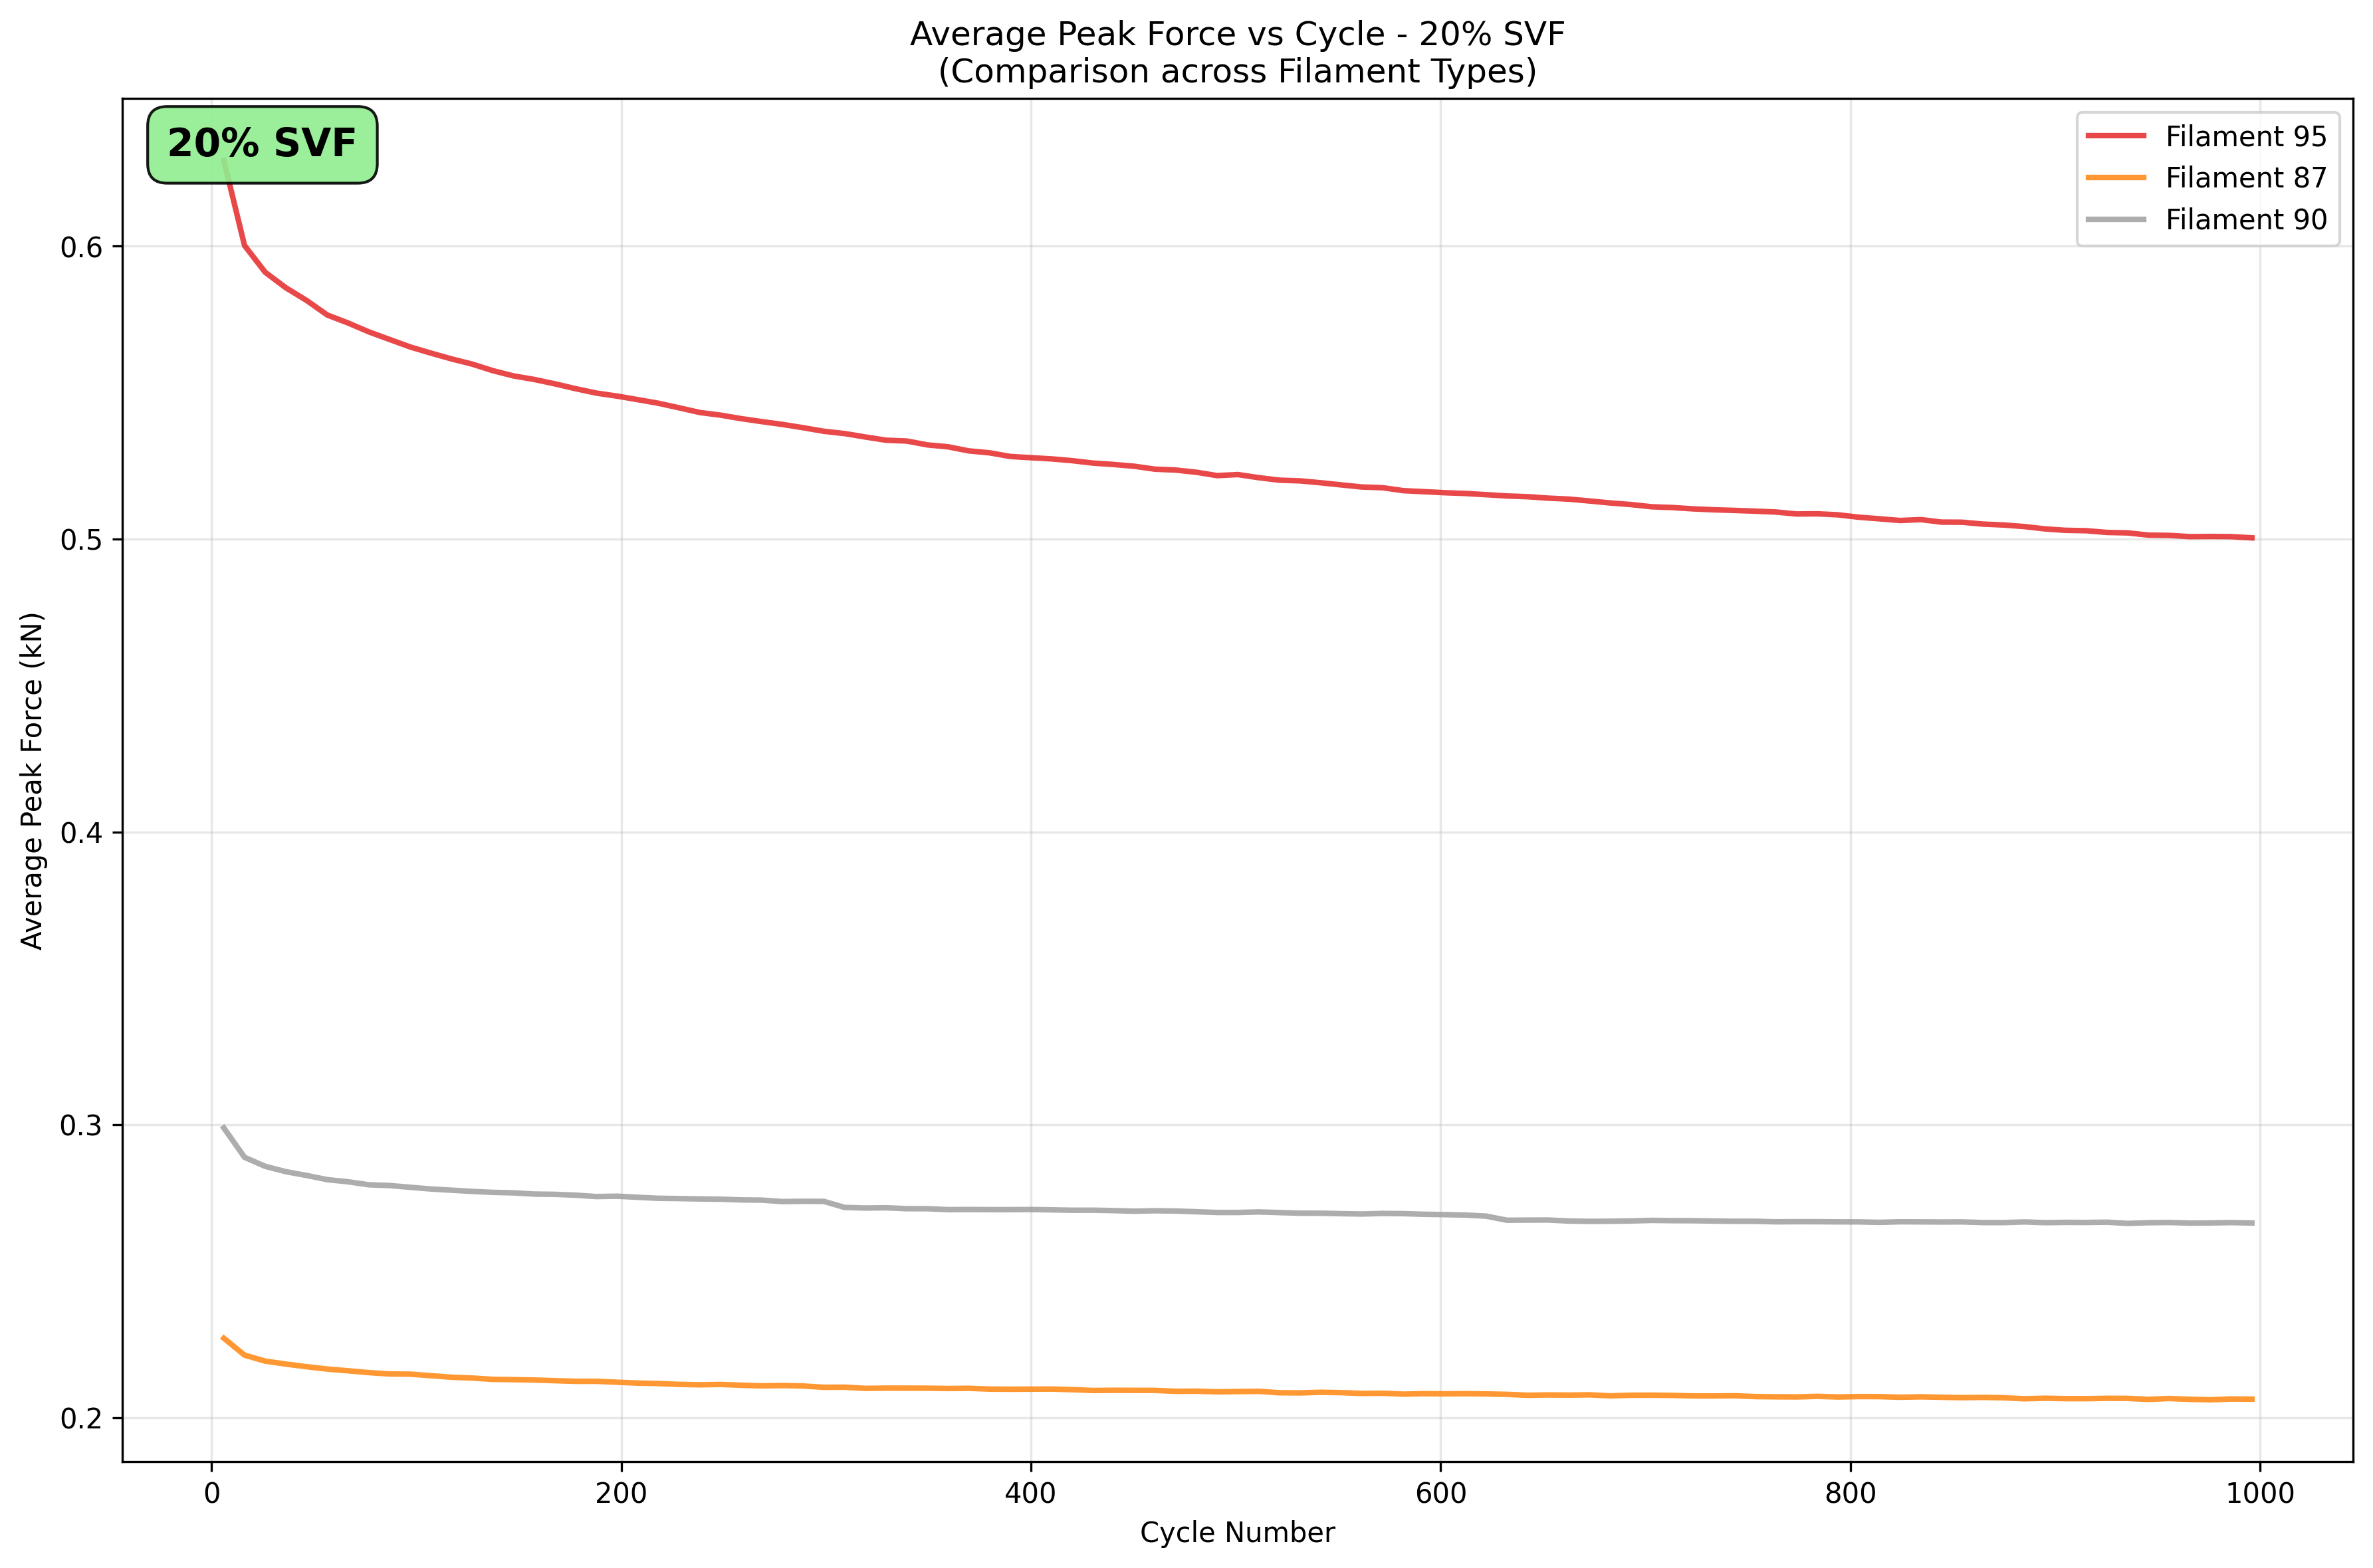 Average Peak Force vs Cycle - 20% SVF
(Comparison across Filament Types)
20% SVF
Filament 95
Filament 87
Filament 90
Average Peak Force (kN)
0.6
0.5
0.4
0.3
0.2
0
200
400
600
800
1000
Cycle Number